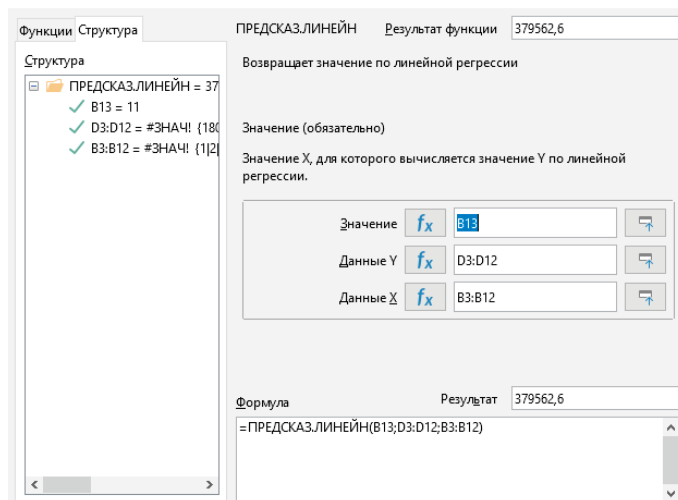 Функции Структура
Структура
ПРЕДСКАЗ.ЛИНЕЙН = 37
B13 = 11
D3:D12 = #ЗНАЧ! {180
B3:B12 = #ЗНАЧ! {1|2|
ПРЕДСКАЗ.ЛИНЕЙН Результат функции 379562,6
Возвращает значение по линейной регрессии
Значение (обязательно)
Значение X, для которого вычисляется значение Y по линейной
регрессии.
Значение fx B13
Данные Y fx D3:D12
Данные X fx B3:B12
Формула Результат 379562,6
=ПРЕДСКАЗ.ЛИНЕЙН(B13;D3:D12;B3:B12)